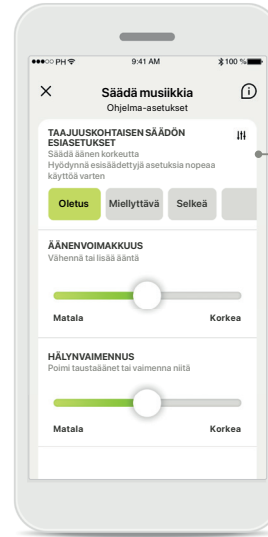 PH 9:41 AM 100 %
Säädä musiikkia
Ohjelma-asetukset
TAAJUUSKOHTAISEN SÄÄDÖN
ESIASETUKSET
Säädä äänen korkeutta
Hyödynnä esisäädettyjä asetuksia nopeaa
käyttöä varten
Oletus Miellyttävä Selkeä
ÄÄNENVOIMAKKUUS
Vähennä tai lisää ääntä
Matala Korkea
HÄLYNVAIMENNUS
Poimi taustaäänet tai vaimenna niitä
Matala Korkea